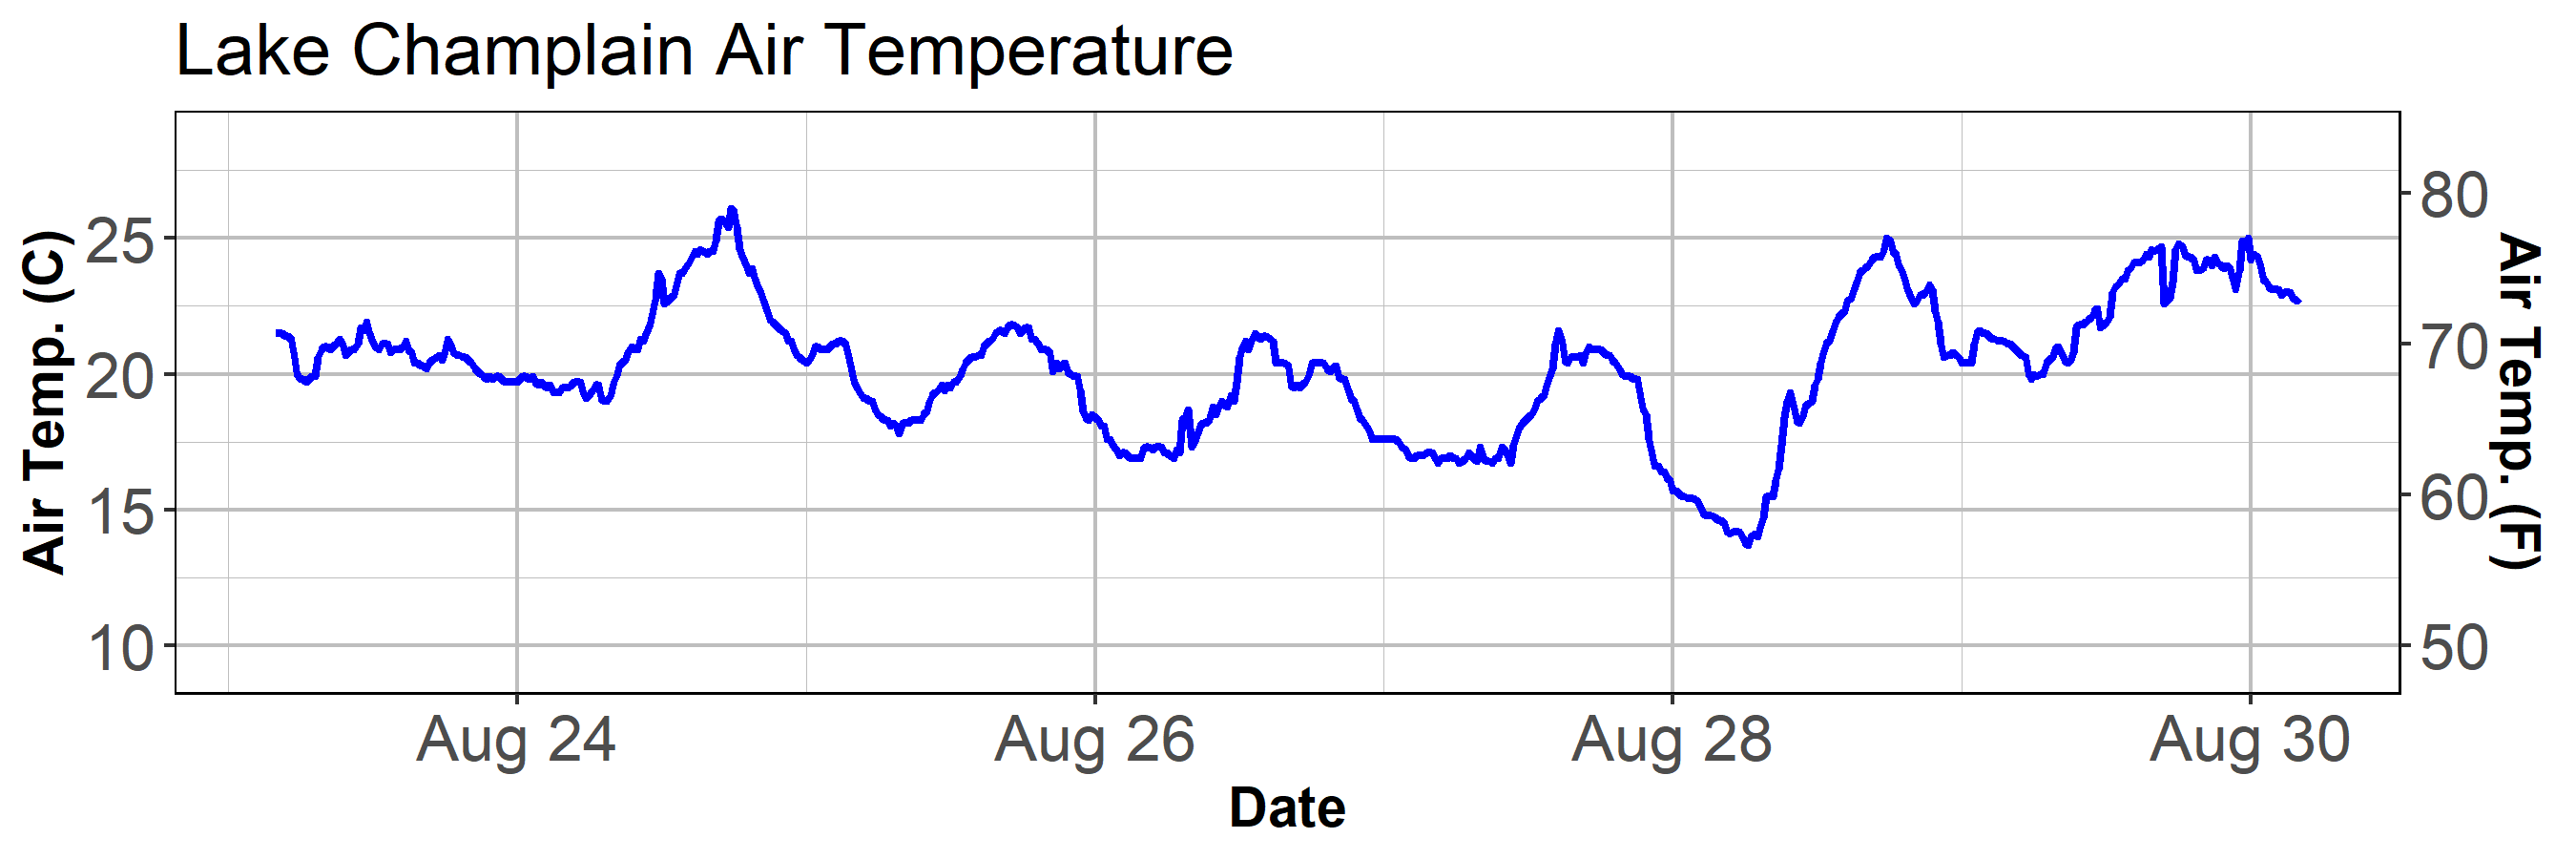 Lake Champlain Air Temperature
Air Temp. (C)
25
20
15
10
80
70
60
50
Air Temp. (F)
Aug 24
Aug 26
Aug 28
Aug 30
Date